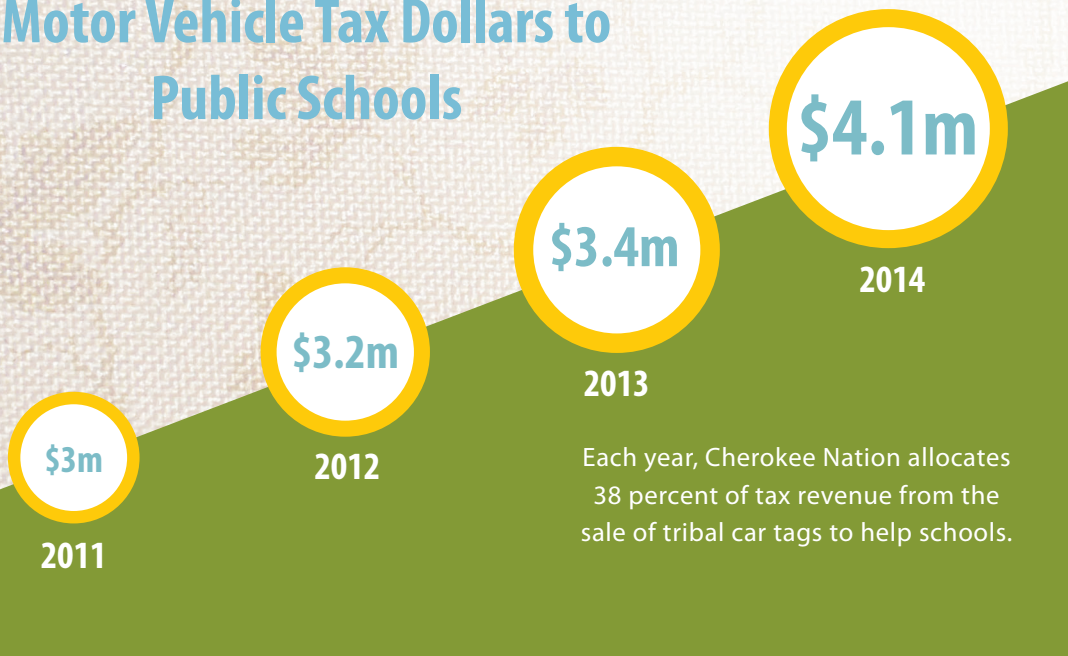 Motor Vehicle Tax Dollars to
Public Schools
$4.1m
2014
$3.4m
2013
$3.2m
2012
$3m
2011
Each year, Cherokee Nation allocates
38 percent of tax revenue from the
sale of tribal car tags to help schools.